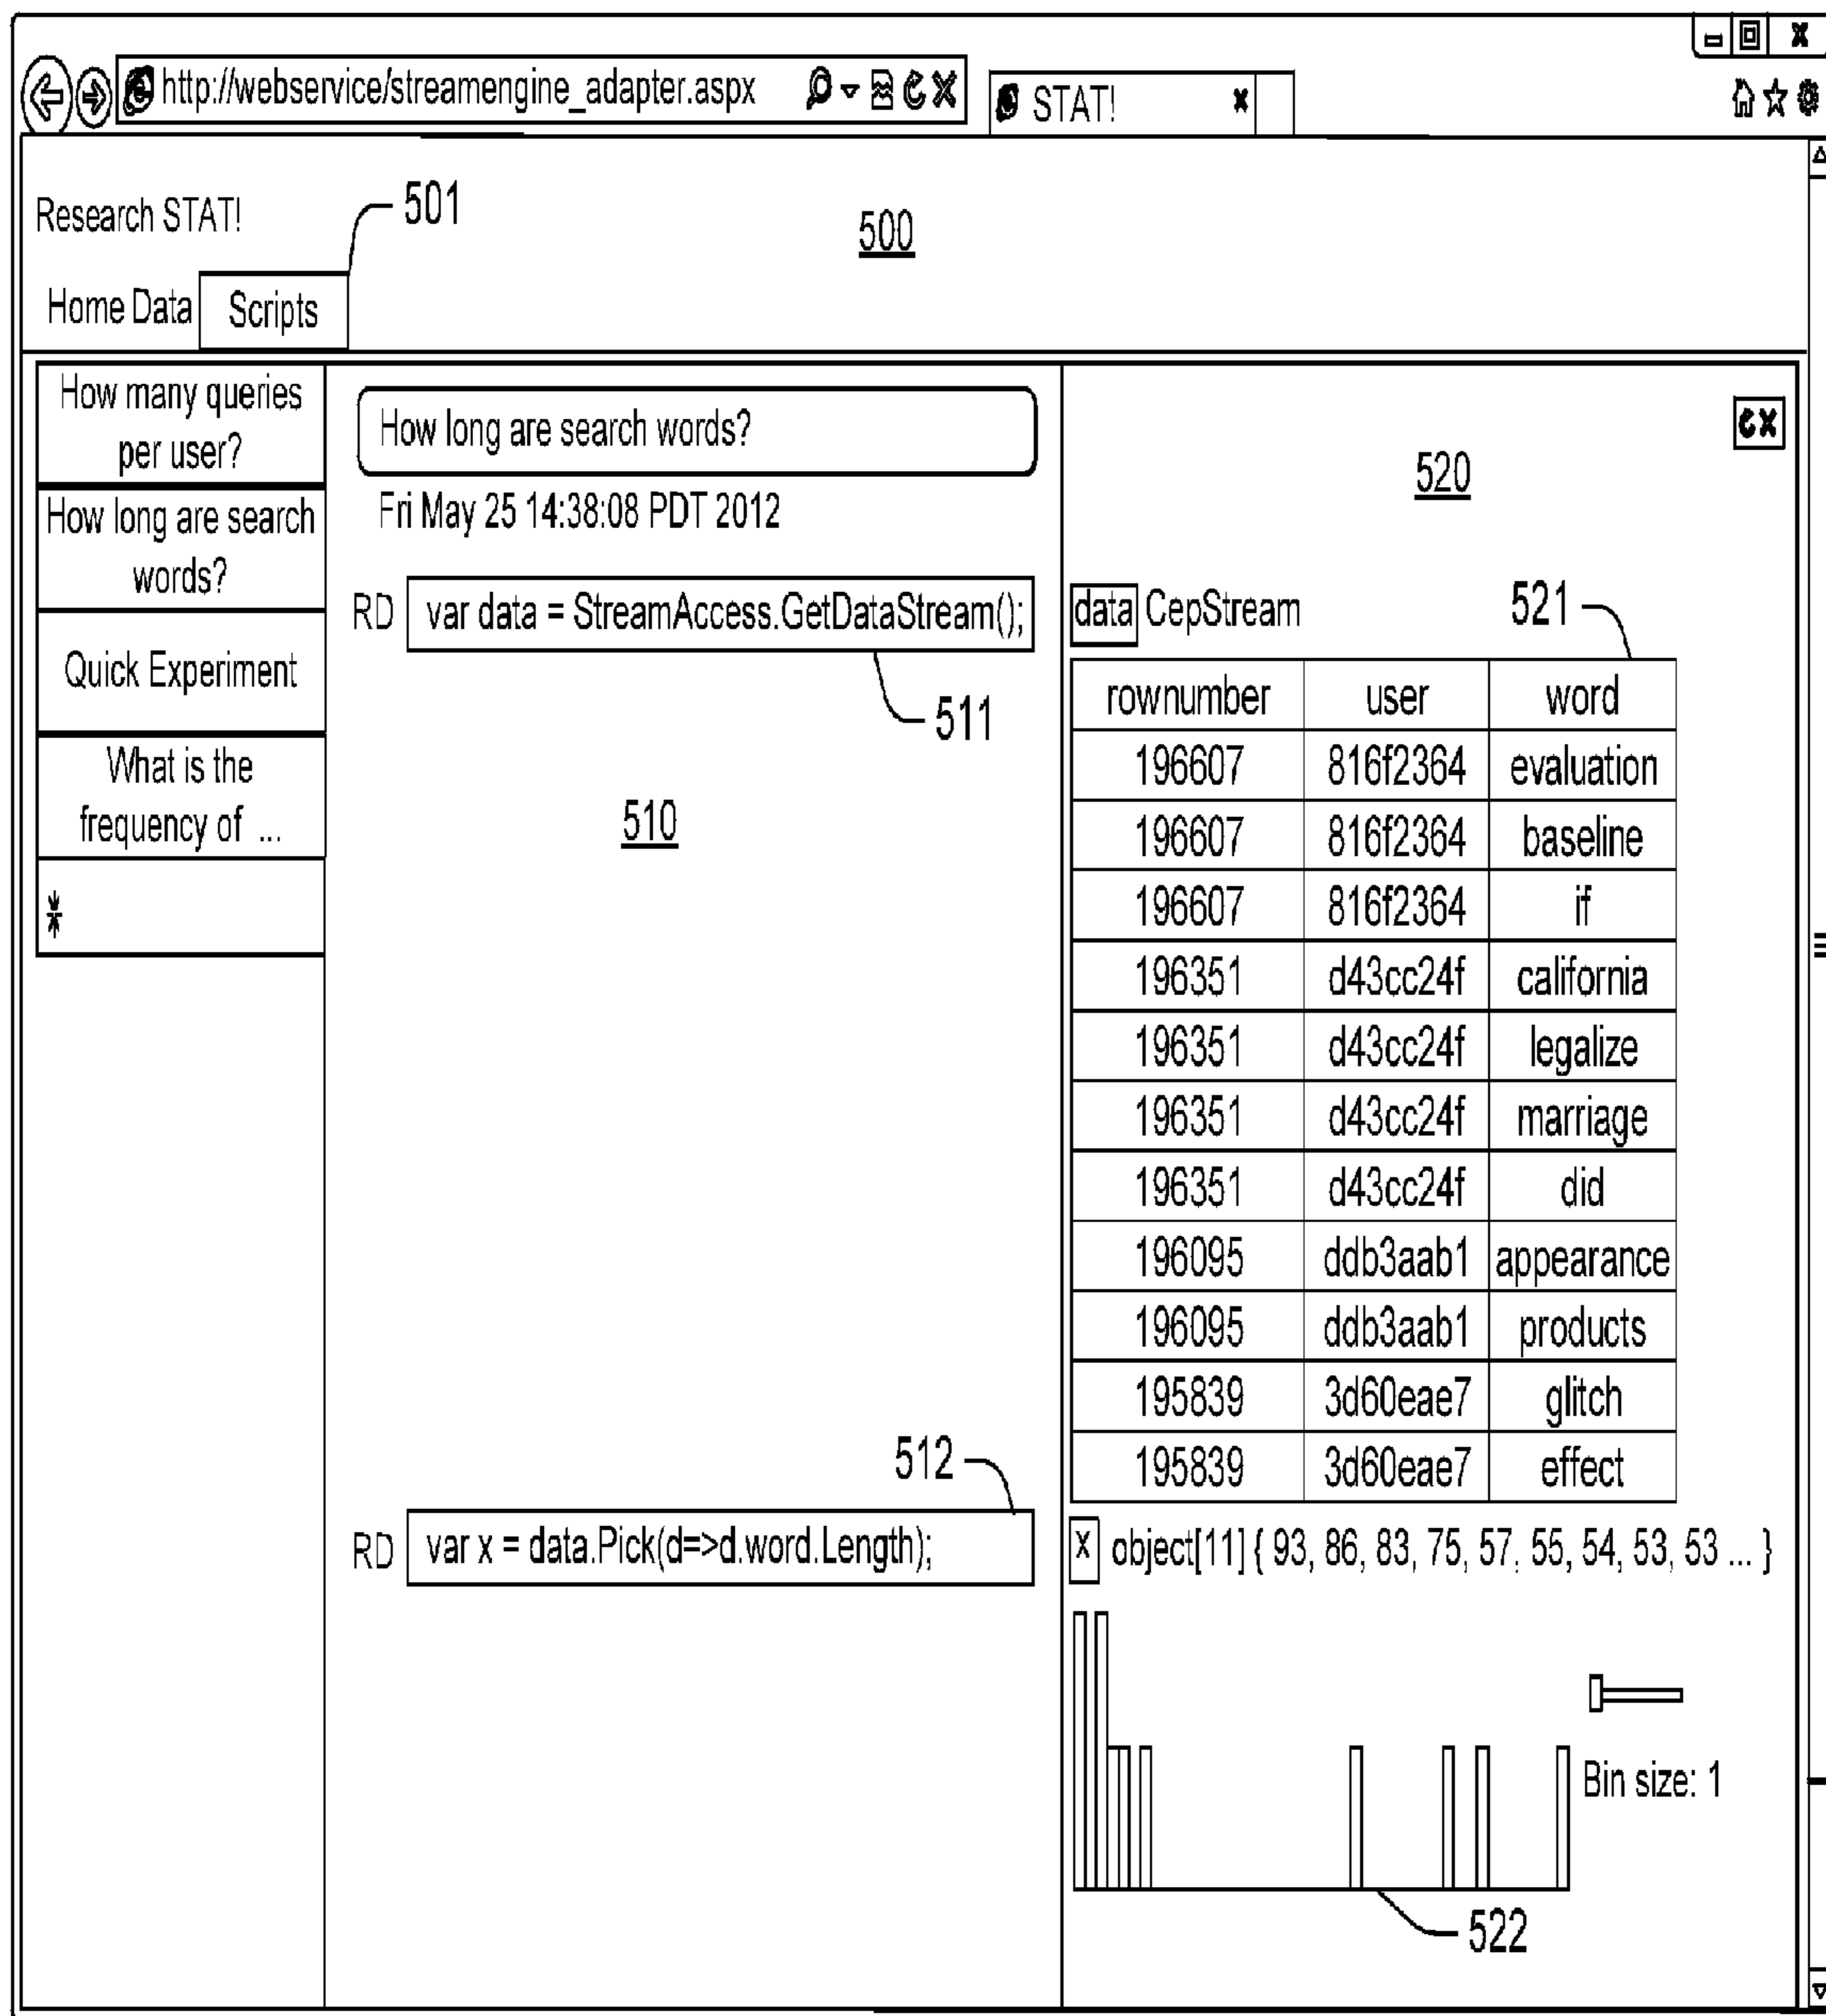 http://webservice/streamengine_adapter.aspx
STAT!
Research STAT!
501
500
Home Data Scripts
How many queries
per user?
How long are search
words?
Quick Experiment
What is the
frequency of ...
*
How long are search words?
Fri May 25 14:38:08 PDT 2012
RD var data = StreamAccess.GetDataStream();
511
510
512
RD var x = data.Pick(d=>d.word.Length);
520
data CepStream
521
rownumber user word
196607 816f2364 evaluation
196607 816f2364 baseline
196607 816f2364 if
196351 d43cc24f california
196351 d43cc24f legalize
196351 d43cc24f marriage
196351 d43cc24f did
196095 ddb3aab1 appearance
196095 ddb3aab1 products
195839 3d60eae7 glitch
195839 3d60eae7 effect
x object[11] { 93, 86, 83, 75, 57, 55, 54, 53, 53 ... }
Bin size: 1
522